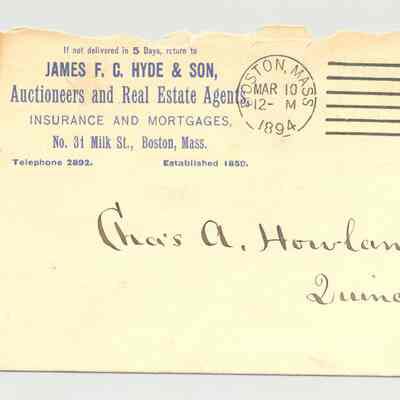 If not delivered in 5 Days, return to
JAMES F. C. HYDE & SON,
Auctioneers and Real Estate Agents
INSURANCE AND MORTGAGES,
No. 31 Milk St., Boston, Mass.
Telephone 2892. Established 1850.
BOSTON, MASS
MAR 10
12- M
1894
Chas A. Howlan
Quinc